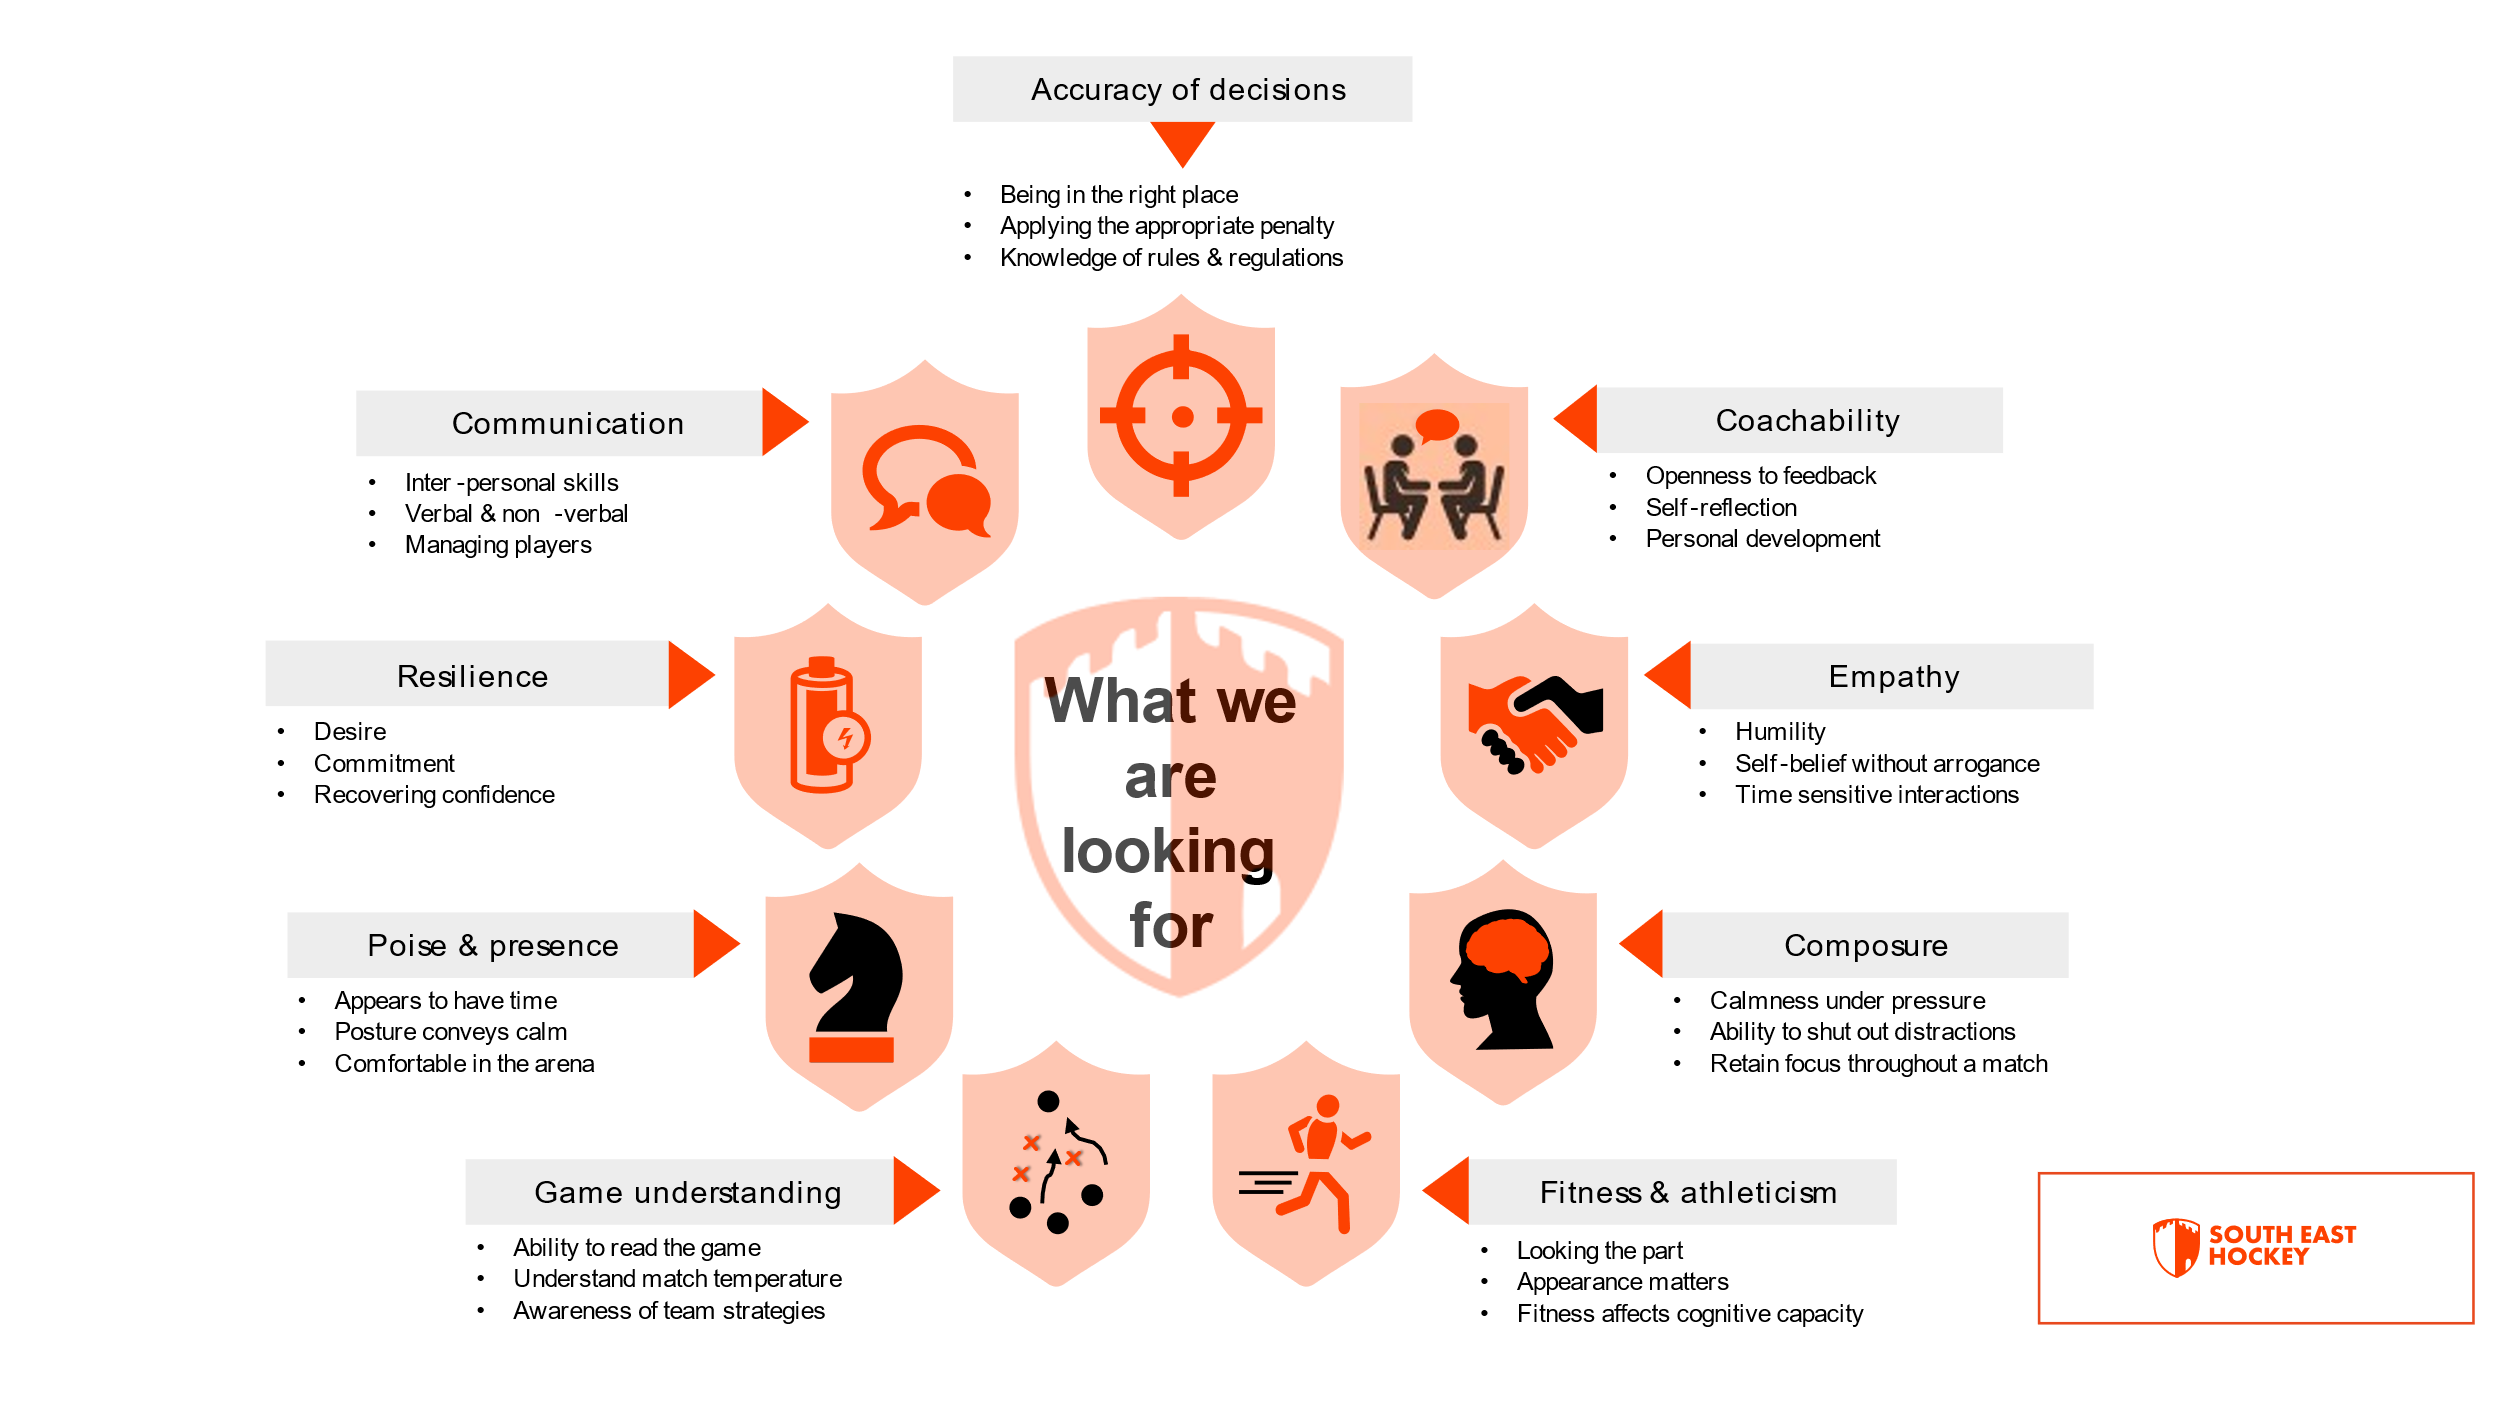 Accuracy of decisions
• Being in the right place
• Applying the appropriate penalty
• Knowledge of rules & regulations
Communication
• Inter -personal skills
• Verbal & non -verbal
• Managing players
Coachability
• Openness to feedback
• Self-reflection
• Personal development
Resilience
• Desire
• Commitment
• Recovering confidence
What we
are
looking
for
Empathy
• Humility
• Self-belief without arrogance
• Time sensitive interactions
Poise & presence
• Appears to have time
• Posture conveys calm
• Comfortable in the arena
Composure
• Calmness under pressure
• Ability to shut out distractions
• Retain focus throughout a match
Game understanding
• Ability to read the game
• Understand match temperature
• Awareness of team strategies
Fitness & athleticism
• Looking the part
• Appearance matters
• Fitness affects cognitive capacity
SOUTH EAST
HOCKEY